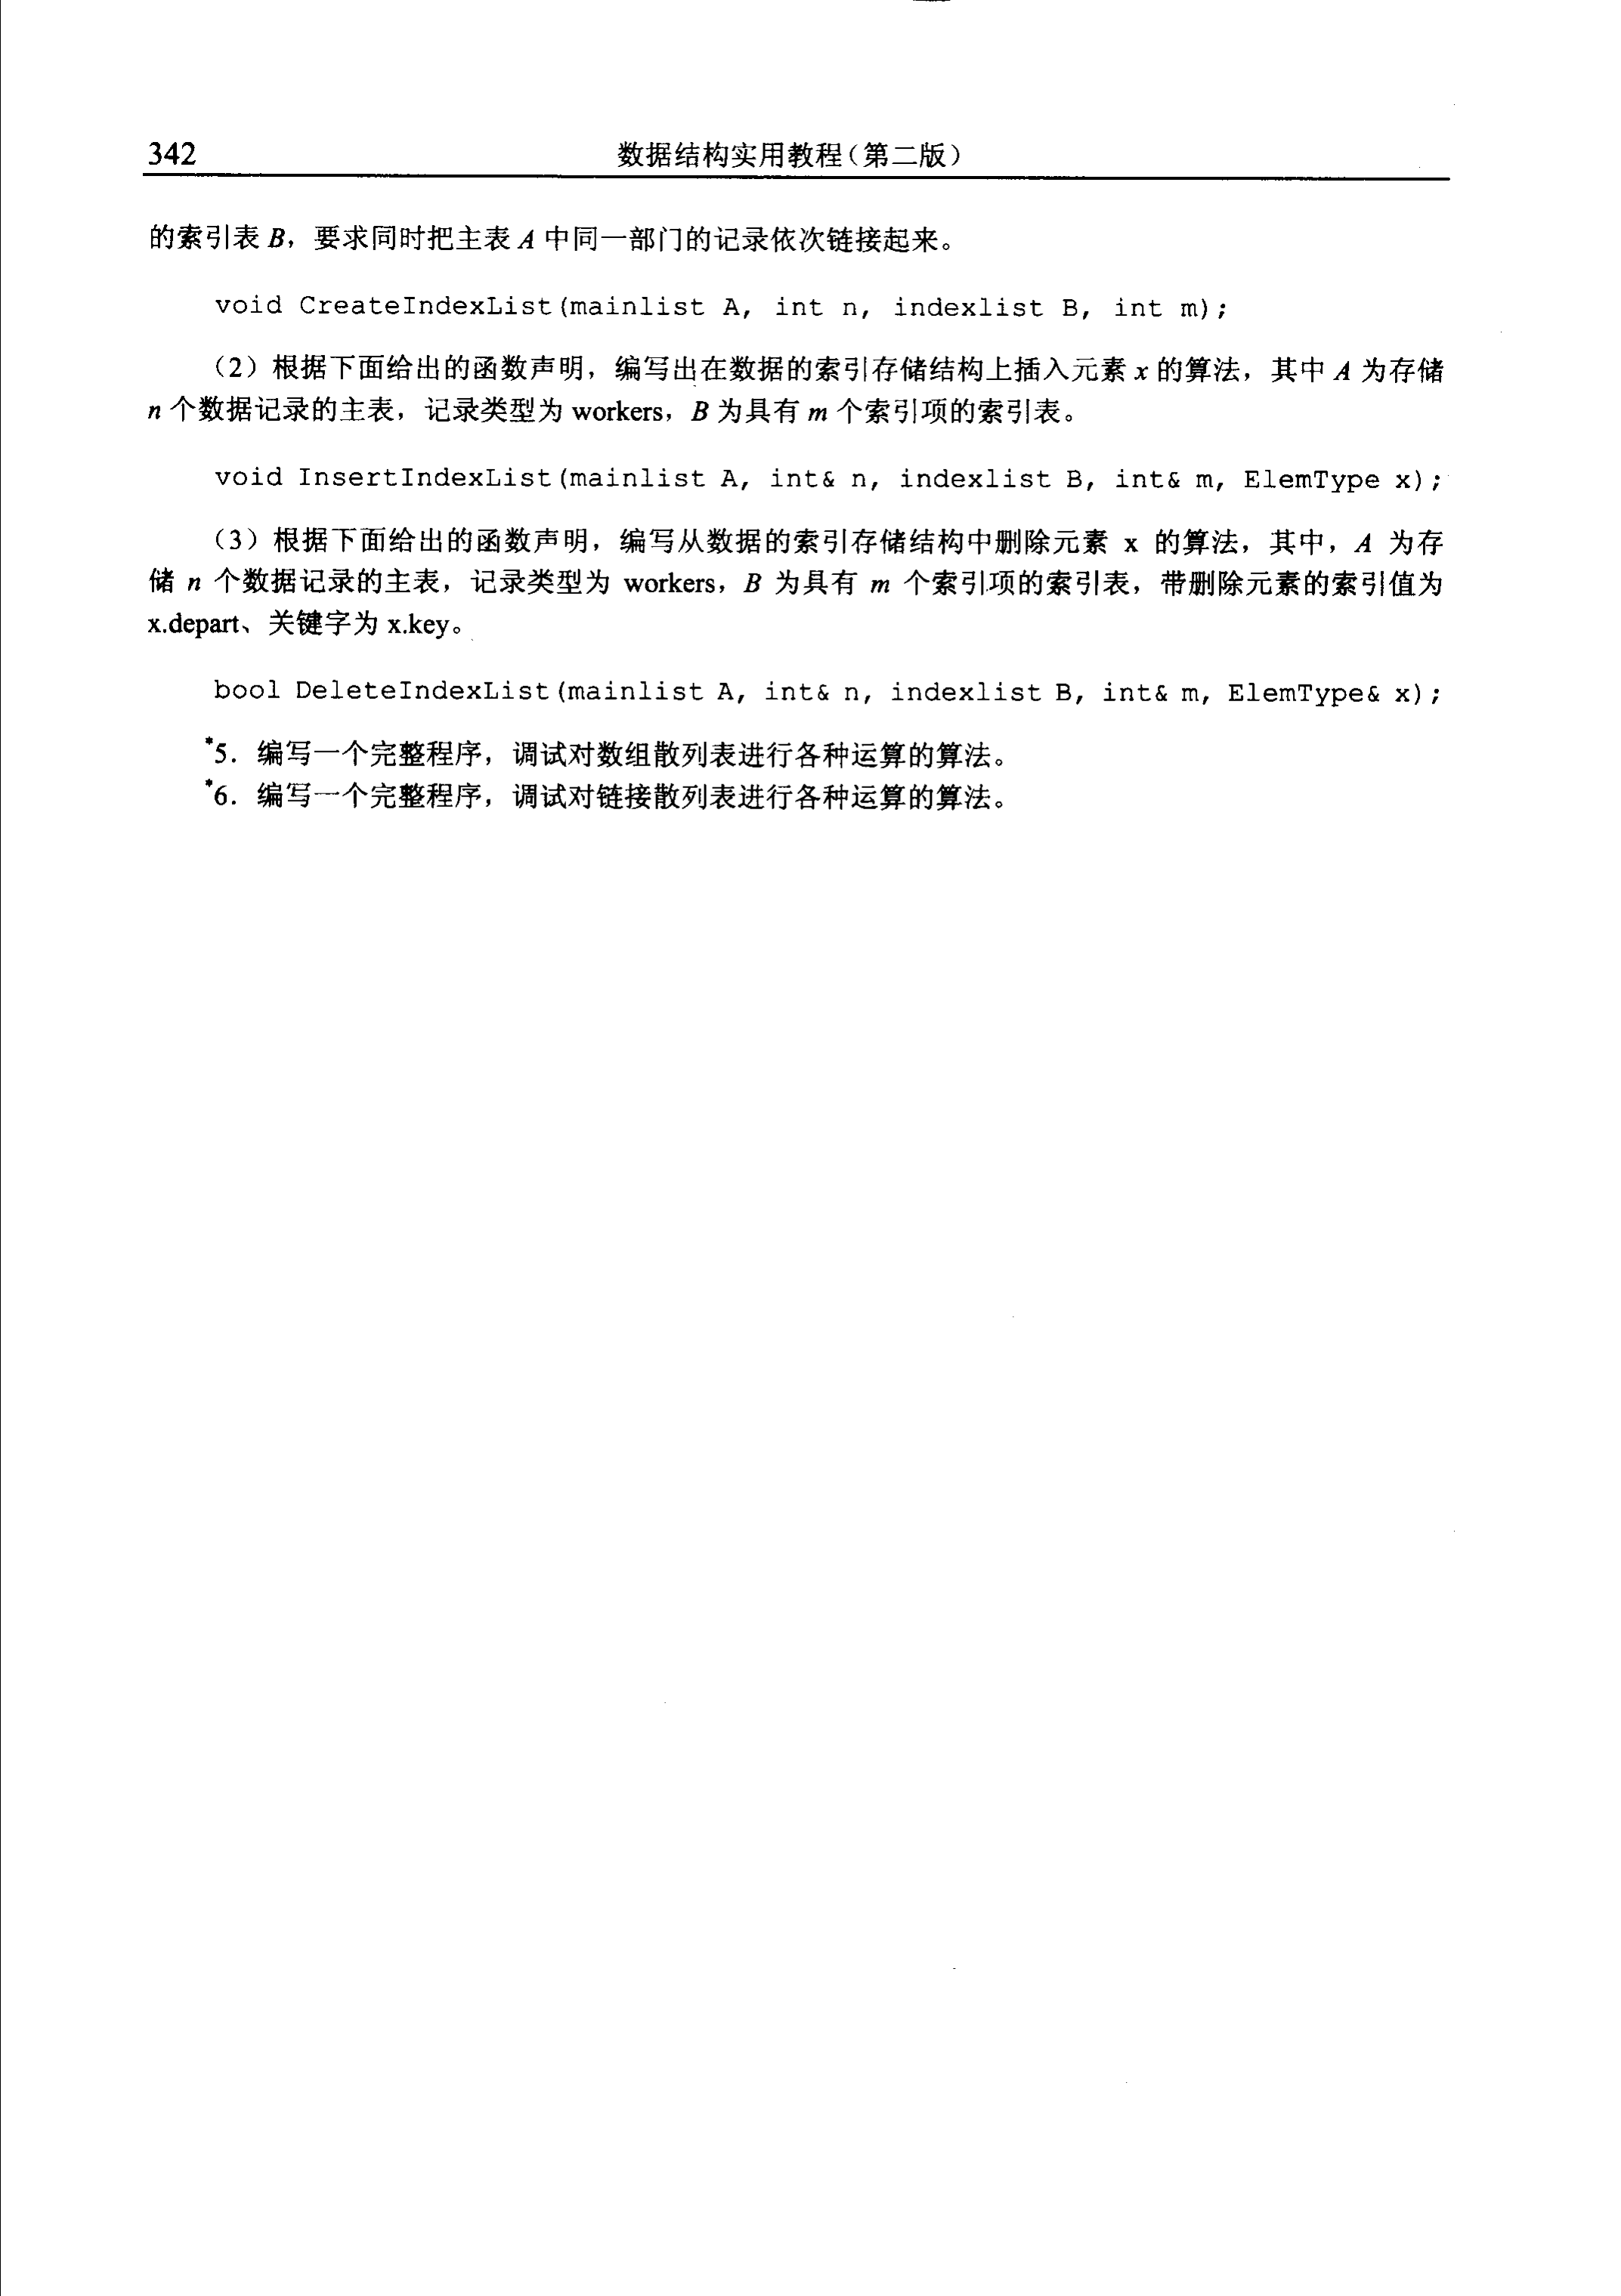 342
数据结构实用教程(第二版)
的索引表 B，要求同时把主表 A 中同一部门的记录依次链接起来。
void CreateIndexList(mainlist A, int n, indexlist B, int m);
（2）根据下面给出的函数声明，编写出在数据的索引存储结构上插入元素 x 的算法，其中 A 为存储
n 个数据记录的主表，记录类型为 workers，B 为具有 m 个索引项的索引表。
void InsertIndexList(mainlist A, int& n, indexlist B, int& m, ElemType x);
（3）根据下面给出的函数声明，编写从数据的索引存储结构中删除元素 x 的算法，其中，A 为存
储 n 个数据记录的主表，记录类型为 workers，B 为具有 m 个索引项的索引表，带删除元素的索引值为
x.depart、关键字为 x.key。
bool DeleteIndexList(mainlist A, int& n, indexlist B, int& m, ElemType& x);
*5．编写一个完整程序，调试对数组散列表进行各种运算的算法。
*6．编写一个完整程序，调试对链接散列表进行各种运算的算法。